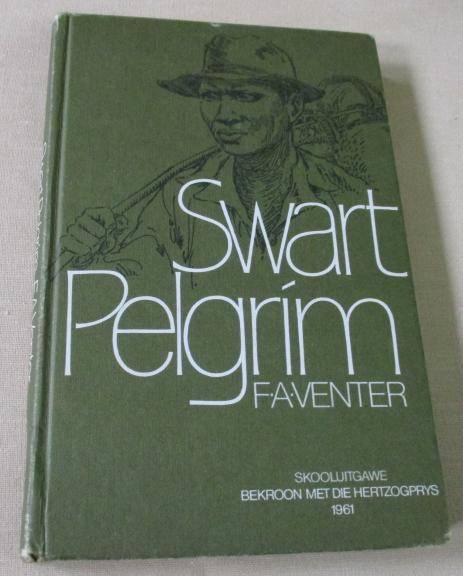 Swart
Pelgrim
F·A·VENTER
SKOOLUITGAWE
BEKROON MET DIE HERTZOGPRYS
1961